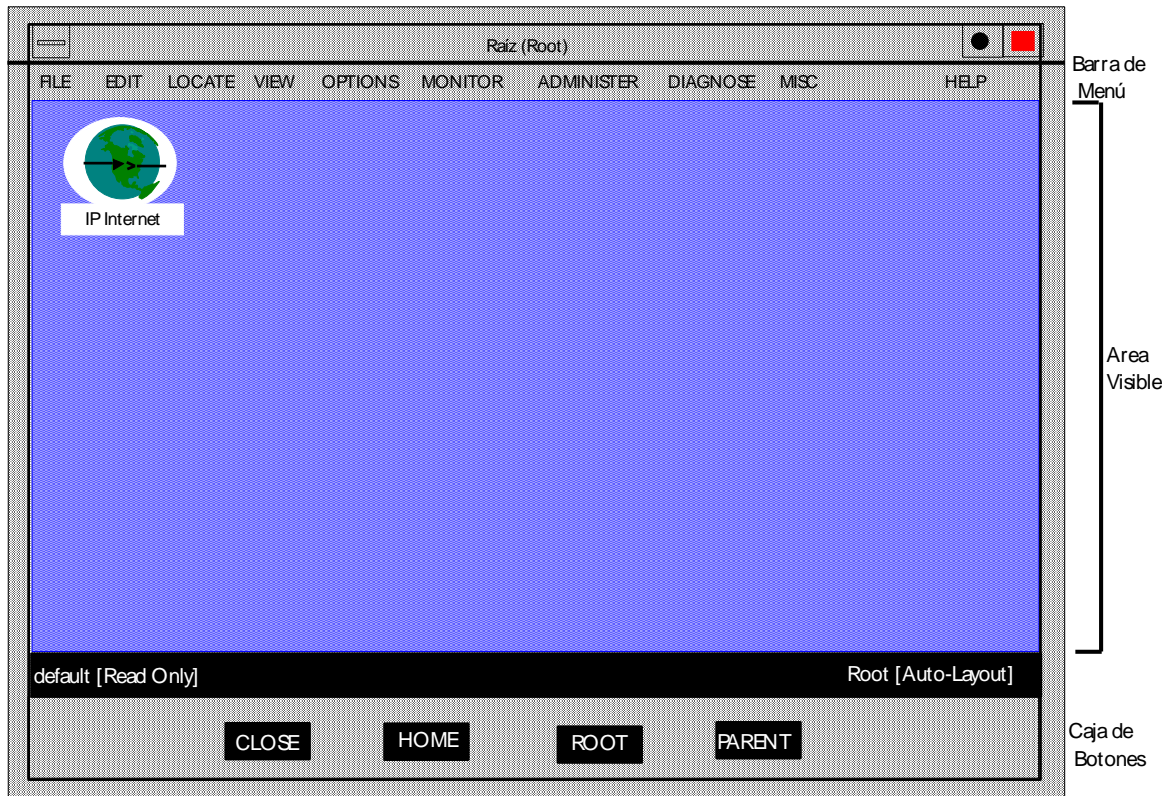 Raíz (Root)
Barra de
Menú
FILE EDIT LOCATE VIEW OPTIONS MONITOR ADMINISTER DIAGNOSE MISC HELP
IP Internet
Area
Visible
default [Read Only] Root [Auto-Layout]
CLOSE HOME ROOT PARENT
Caja de
Botones